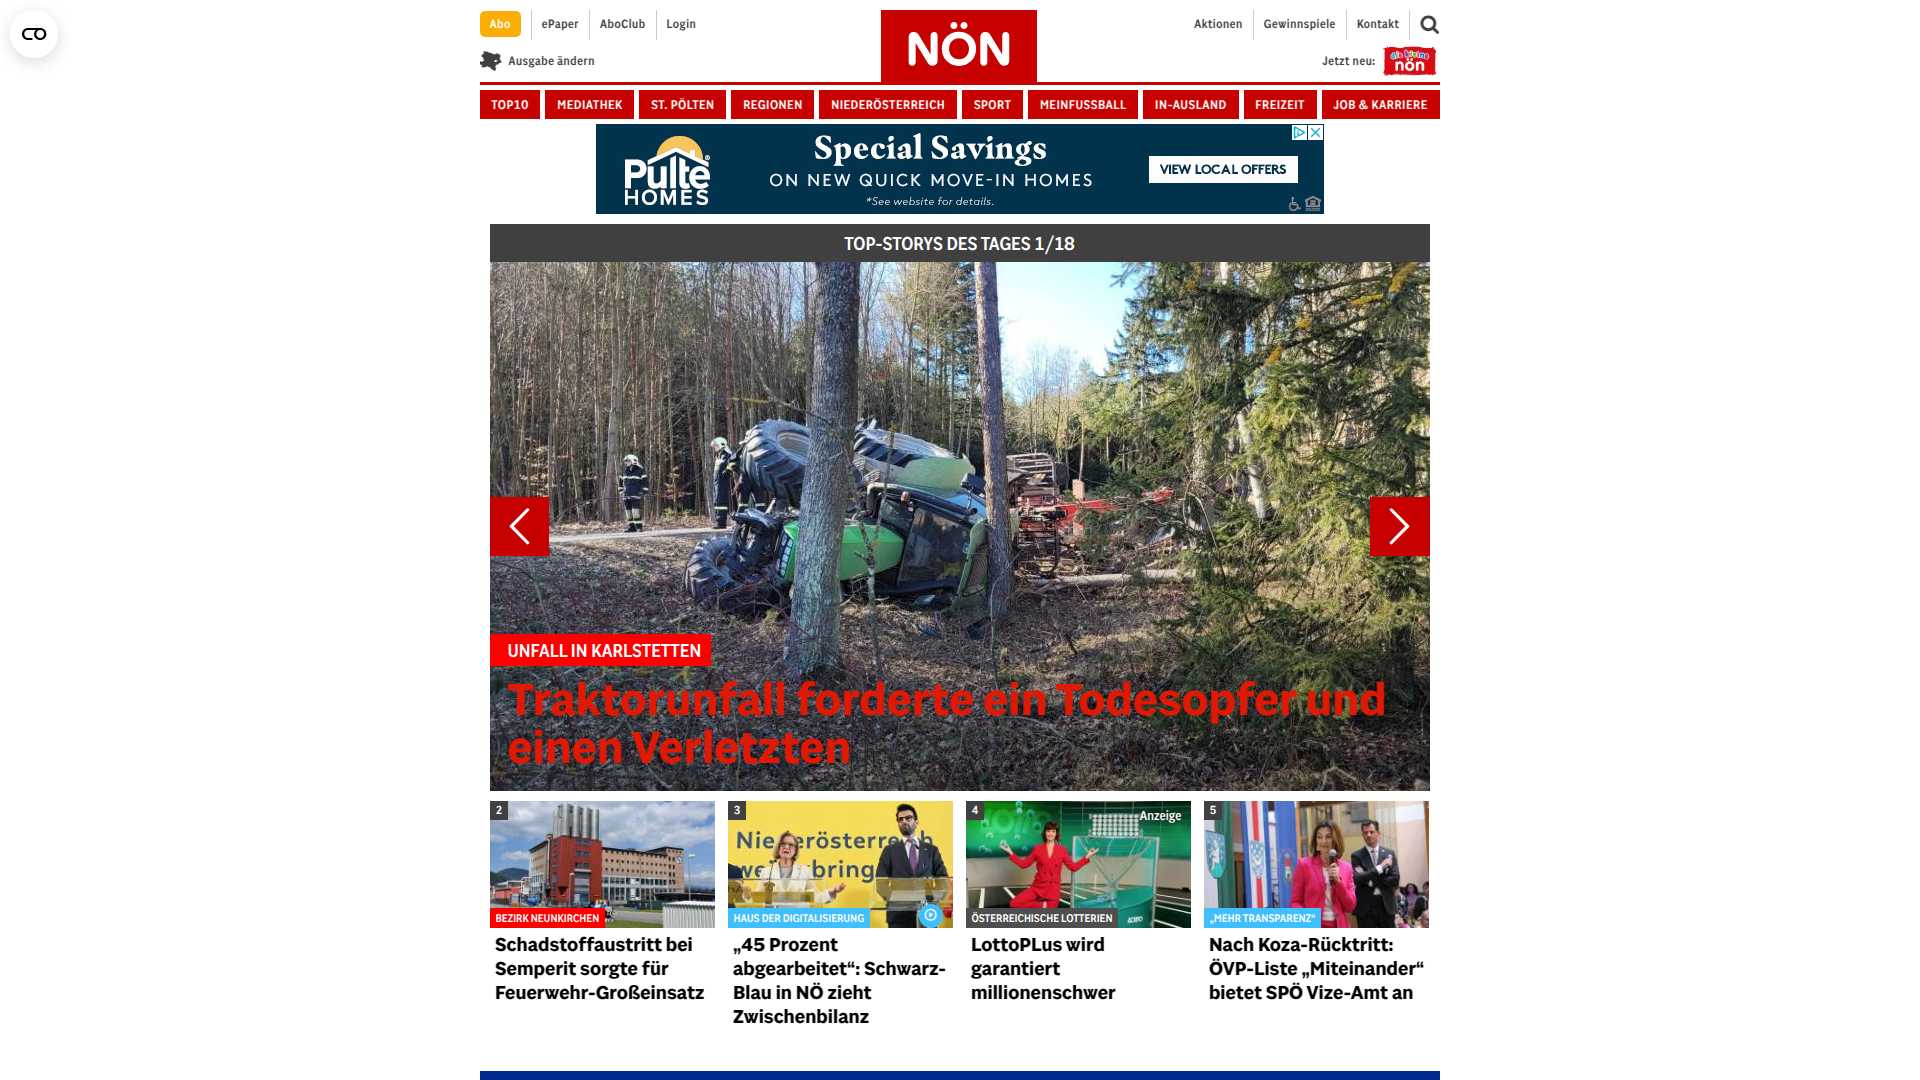 Abo
ePaper
AboClub
Login
NÖN
Aktionen
Gewinnspiele
Kontakt
Ausgabe ändern
Jetzt neu:
die kleine
nön
TOP10
MEDIATHEK
ST. PÖLTEN
REGIONEN
NIEDERÖSTERREICH
SPORT
MEINFUSSBALL
IN-AUSLAND
FREIZEIT
JOB & KARRIERE
Pulte
HOMES
Special Savings
ON NEW QUICK MOVE-IN HOMES
*See website for details.
VIEW LOCAL OFFERS
TOP-STORYS DES TAGES 1/18
UNFALL IN KARLSTETTEN
Traktorunfall forderte ein Todesopfer und
einen Verletzten
2
BEZIRK NEUNKIRCHEN
Schadstoffaustritt bei
Semperit sorgte für
Feuerwehr-Großeinsatz
3
HAUS DER DIGITALISIERUNG
„45 Prozent
abgearbeitet“: Schwarz-
Blau in NÖ zieht
Zwischenbilanz
4
Anzeige
ÖSTERREICHISCHE LOTTERIEN
LottoPLus wird
garantiert
millionenschwer
5
„MEHR TRANSPARENZ“
Nach Koza-Rücktritt:
ÖVP-Liste „Miteinander“
bietet SPÖ Vize-Amt an